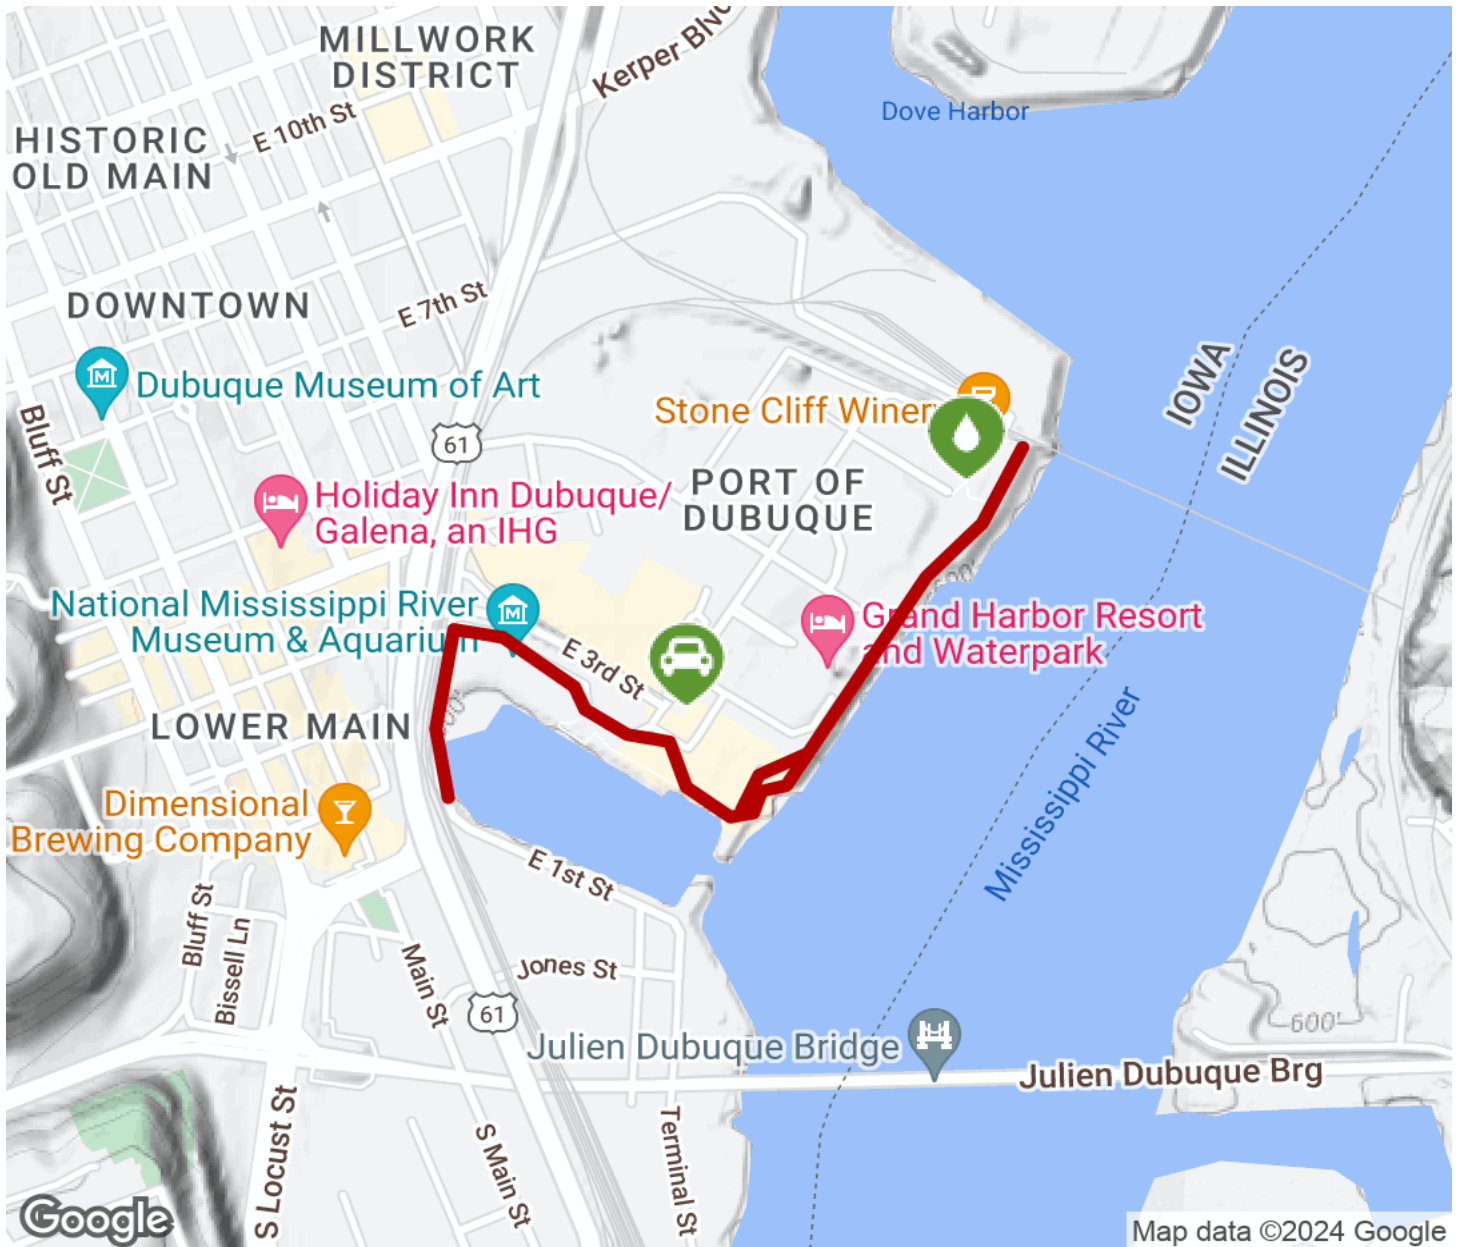 MILLWORK
DISTRICT
Kerper Blvd
Dove Harbor
E 10th St
HISTORIC
OLD MAIN
DOWNTOWN
E 7th St
IOWA
ILLINOIS
Dubuque Museum of Art
Stone Cliff Winery
Bluff St
61
Holiday Inn Dubuque/
Galena, an IHG
PORT OF
DUBUQUE
National Mississippi River
Museum & Aquarium
Grand Harbor Resort
and Waterpark
E 3rd St
LOWER MAIN
Mississippi River
Dimensional
Brewing Company
E 1st St
Bluff St
Bissell Ln
Main St
Jones St
61
600'
Julien Dubuque Bridge
Julien Dubuque Brg
S Locust St
S Main St
Terminal St
Google
Map data ©2024 Google